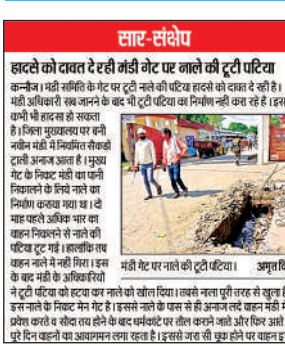 सार-संक्षेप
हादसे को दावत दे रही मंडी गेट पर नाले की टूटी पटिया
कन्नौज। मंडी समिति के गेट पर टूटी नाले की पटिया हादसे को दावत दे रही है।
मंडी अधिकारी सब जानने के बाद भी टूटी पटिया का निर्माण नही करा रहे है। इस
कभी भी हादसा हो सकता
है। जिला मुख्यालय पर बनी
नवीन मंडी में नियमित सैकडों
ट्राली अनाज आता है। मुख्य
गेट के निकट मंडी का पानी
निकालने के लिये नाले का
निर्माण कराया गया था। दो
माह पहले अधिक भार का
वाहन निकलने से नाले की
पटिया टूट गई। हालांकि तब
वाहन नाले में नही गिरा। इस
के बाद मंडी के अधिकारियों
मंडी गेट पर नाले की टूटी पटिया। अमृत वि
ने टूटी पटिया को हटवा कर नाले को खोल दिया। तबसे नाला पूरी तरह से खुला है
इस नाले के निकट मेन गेट है। इससे नाले के पास से ही अनाज लदे वाहन मंडी में
प्रवेश करते व सौदा तय होने के बाद धर्मकांटे पर तौल कराने जाते और फिर आते
पूरे दिन वाहनों का आवागमन लगा रहता है। इससे जरा सी चूक होने पर वाहन इ